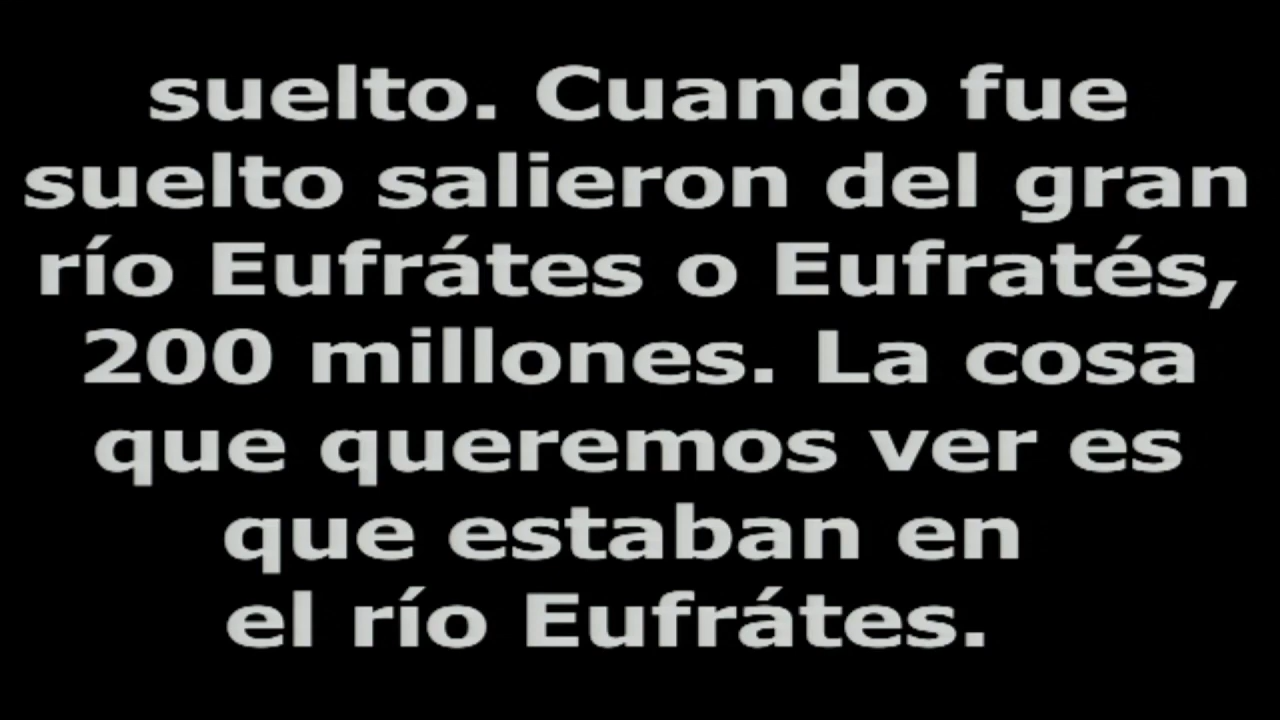 suelto. Cuando fue
suelto salieron del gran
río Eufrátes o Eufratés,
200 millones. La cosa
que queremos ver es
que estaban en
el río Eufrátes.